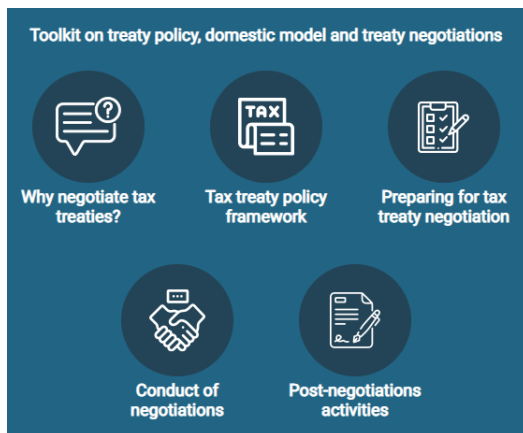 Toolkit on treaty policy, domestic model and treaty negotiations
?
TAX
Why negotiate tax
treaties?
Tax treaty policy
framework
Preparing for tax
treaty negotiation
Conduct of
negotiations
Post-negotiations
activities